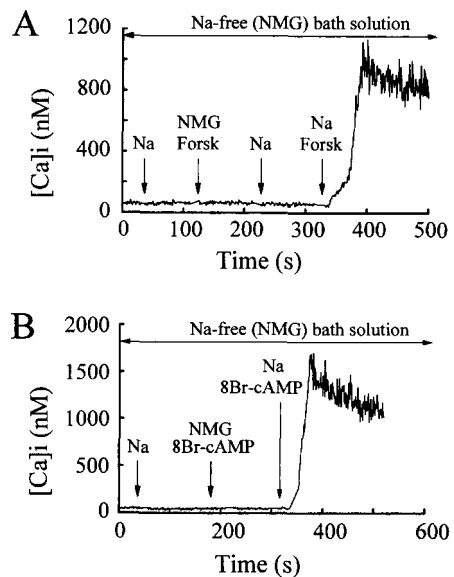 A
Na-free (NMG) bath solution
1200
800
400
0
[Ca]i (nM)
Na
NMG
Forsk
Na
Na
Forsk
0 100 200 300 400 500
Time (s)
B
Na-free (NMG) bath solution
2000
1500
1000
500
0
[Ca]i (nM)
Na
NMG
8Br-cAMP
Na
8Br-cAMP
0 200 400 600
Time (s)